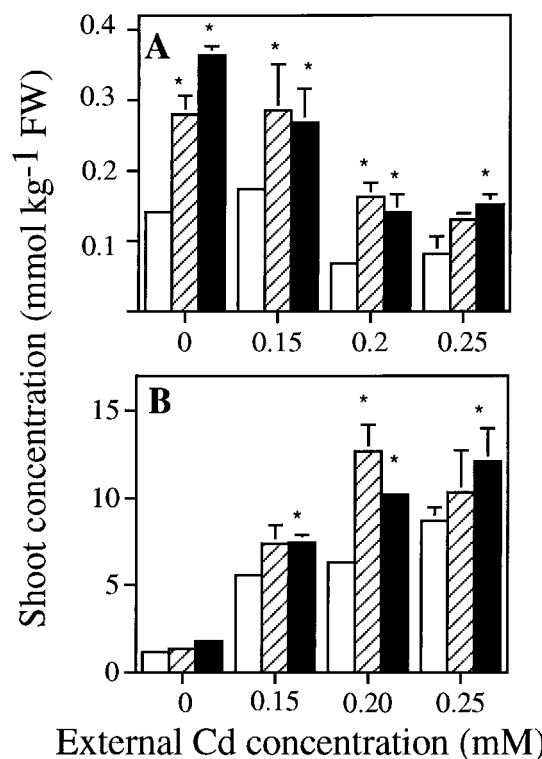 Shoot concentration (mmol kg-1 FW)
A
0.4
0.3
0.2
0.1
* * * * * * *
0 0.15 0.2 0.25
B
15
10
5
0
* * * *
0 0.15 0.20 0.25
External Cd concentration (mM)